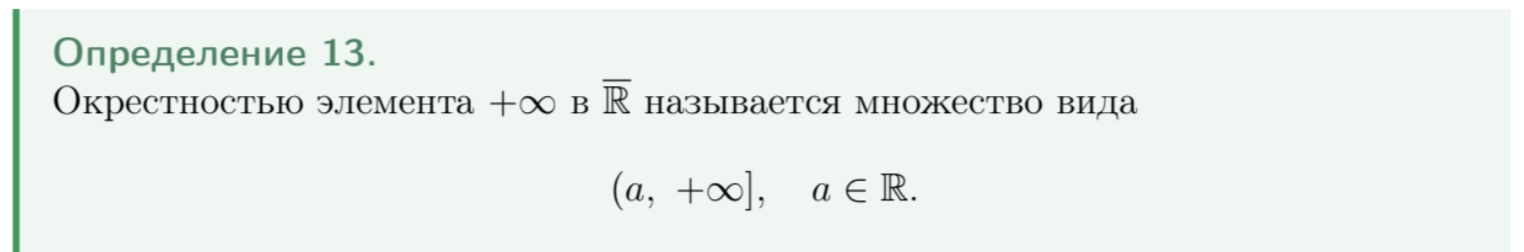 Определение 13.
Окрестностью элемента +∞ в ℝ̅ называется множество вида
(a, +∞], a ∈ ℝ.